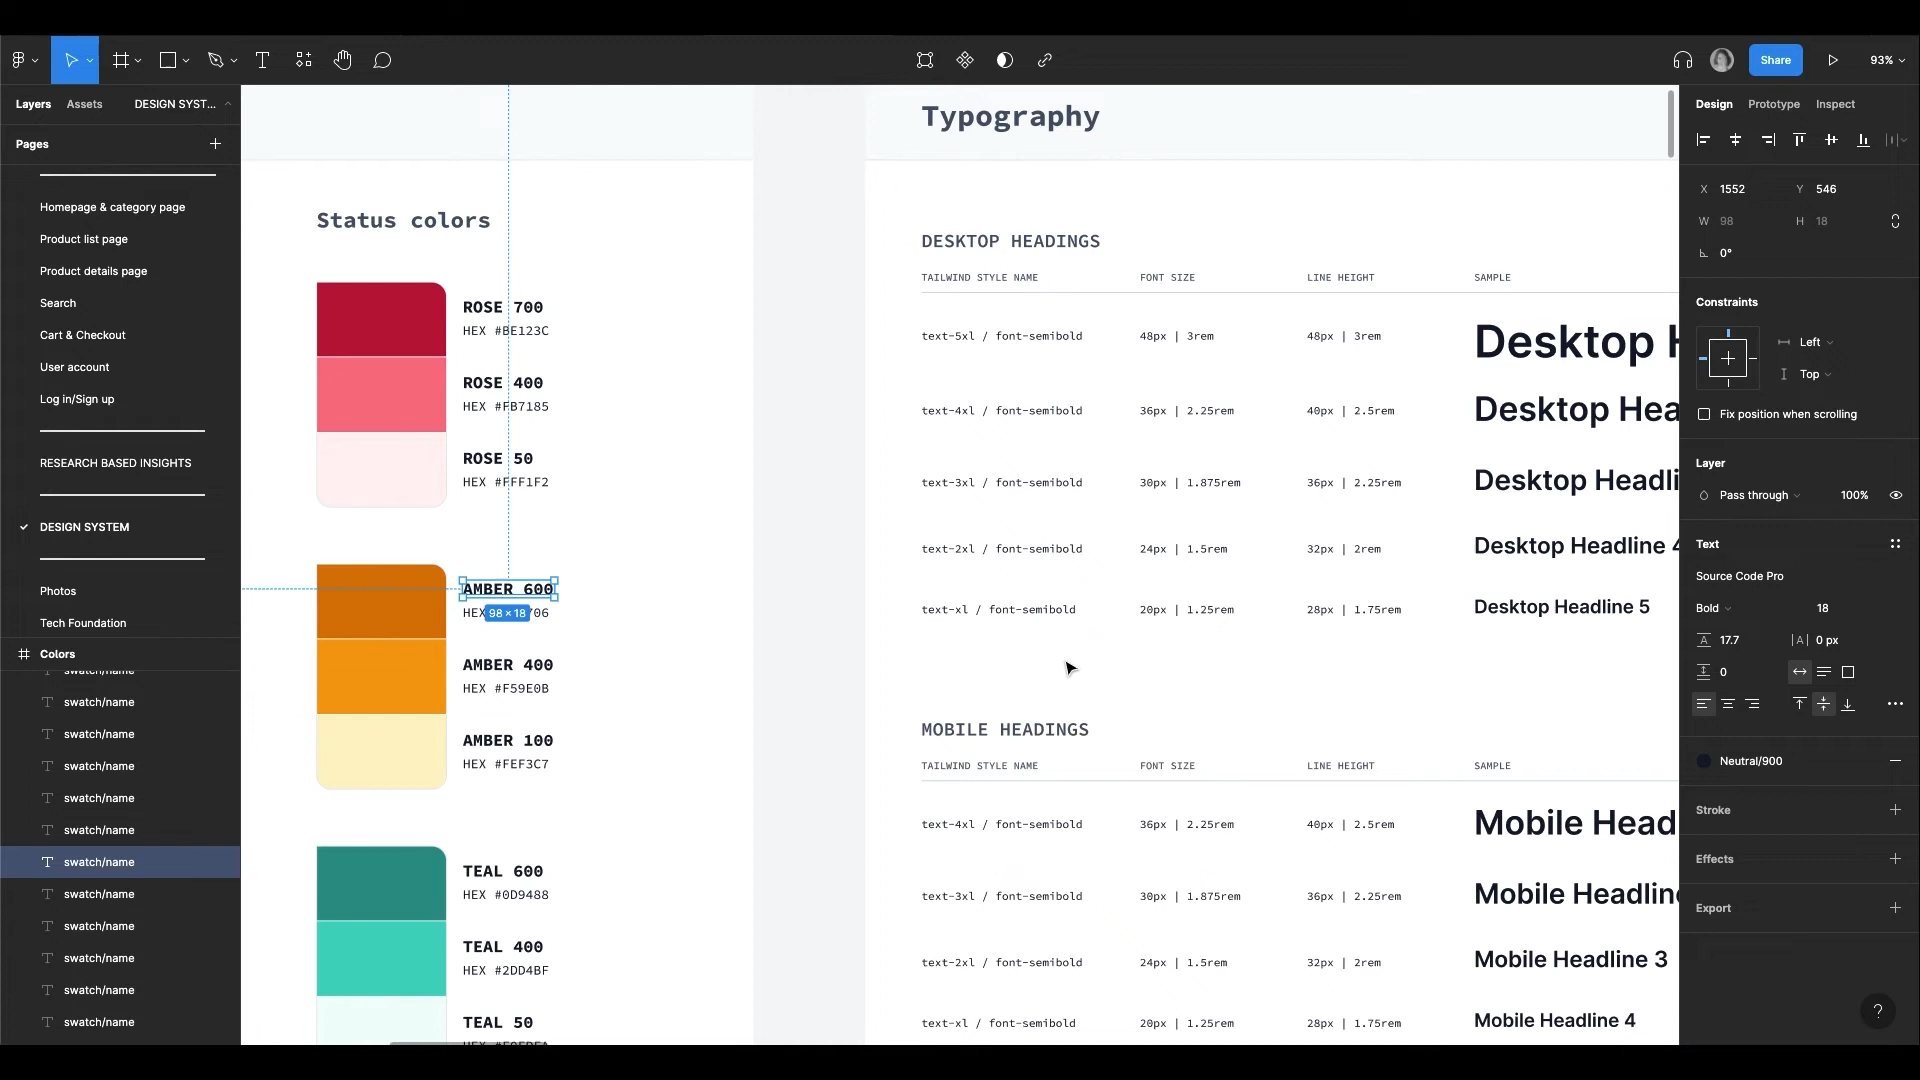 Share
93%
Layers
Assets
DESIGN SYST...
Pages
Homepage & category page
Product list page
Product details page
Search
Cart & Checkout
User account
Log in/Sign up
RESEARCH BASED INSIGHTS
DESIGN SYSTEM
Photos
Tech Foundation
Colors
swatch/name
swatch/name
swatch/name
swatch/name
swatch/name
swatch/name
swatch/name
swatch/name
swatch/name
swatch/name
swatch/name
swatch/name
Status colors
ROSE 700
HEX #BE123C
ROSE 400
HEX #FB7185
ROSE 50
HEX #FFF1F2
AMBER 600
HEX
98 × 18
706
AMBER 400
HEX #F59E0B
AMBER 100
HEX #FEF3C7
TEAL 600
HEX #0D9488
TEAL 400
HEX #2DD4BF
TEAL 50
Typography
DESKTOP HEADINGS
TAILWIND STYLE NAME FONT SIZE LINE HEIGHT SAMPLE
text-5xl / font-semibold 48px | 3rem 48px | 3rem Desktop H
text-4xl / font-semibold 36px | 2.25rem 40px | 2.5rem Desktop Hea
text-3xl / font-semibold 30px | 1.875rem 36px | 2.25rem Desktop Headli
text-2xl / font-semibold 24px | 1.5rem 32px | 2rem Desktop Headline 4
text-xl / font-semibold 20px | 1.25rem 28px | 1.75rem Desktop Headline 5
MOBILE HEADINGS
TAILWIND STYLE NAME FONT SIZE LINE HEIGHT SAMPLE
text-4xl / font-semibold 36px | 2.25rem 40px | 2.5rem Mobile Head
text-3xl / font-semibold 30px | 1.875rem 36px | 2.25rem Mobile Headline
text-2xl / font-semibold 24px | 1.5rem 32px | 2rem Mobile Headline 3
text-xl / font-semibold 20px | 1.25rem 28px | 1.75rem Mobile Headline 4
Design
Prototype
Inspect
X 1552 Y 546
W 98 H 18
0°
Constraints
Left
Top
Fix position when scrolling
Layer
Pass through 100%
Text
Source Code Pro
Bold 18
17.7 |A| 0 px
0
Neutral/900
Stroke
Effects
Export
?